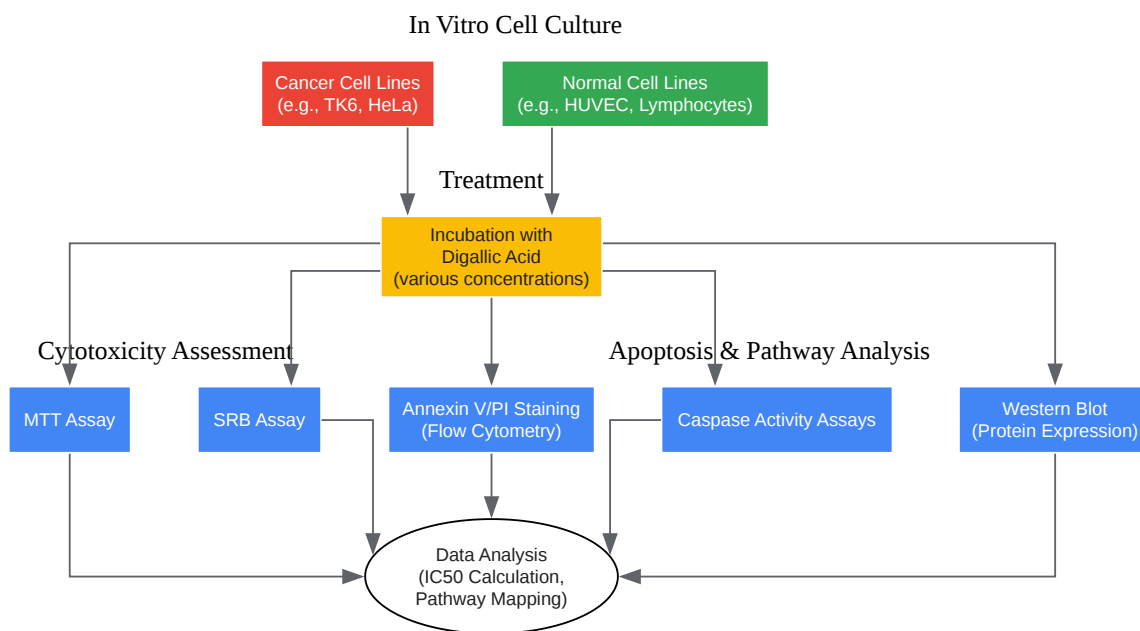 In Vitro Cell Culture
Cancer Cell Lines
(e.g., TK6, HeLa)
Normal Cell Lines
(e.g., HUVEC, Lymphocytes)
Treatment
Incubation with
Digallic Acid
(various concentrations)
Cytotoxicity Assessment
Apoptosis & Pathway Analysis
MTT Assay
SRB Assay
Annexin V/PI Staining
(Flow Cytometry)
Caspase Activity Assays
Western Blot
(Protein Expression)
Data Analysis
(IC50 Calculation,
Pathway Mapping)